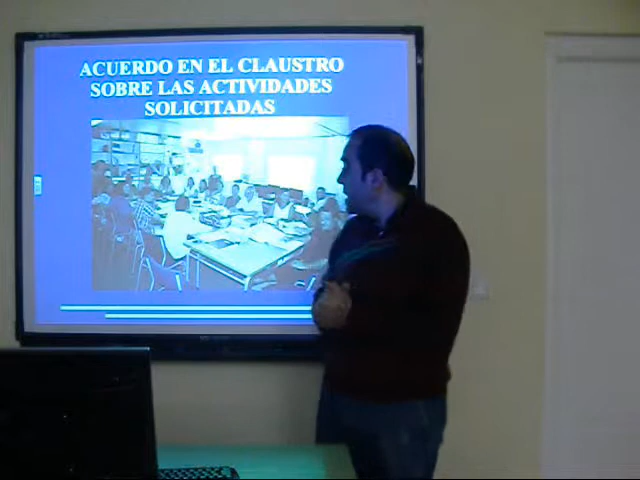 ACUERDO EN EL CLAUSTRO
SOBRE LAS ACTIVIDADES
SOLICITADAS